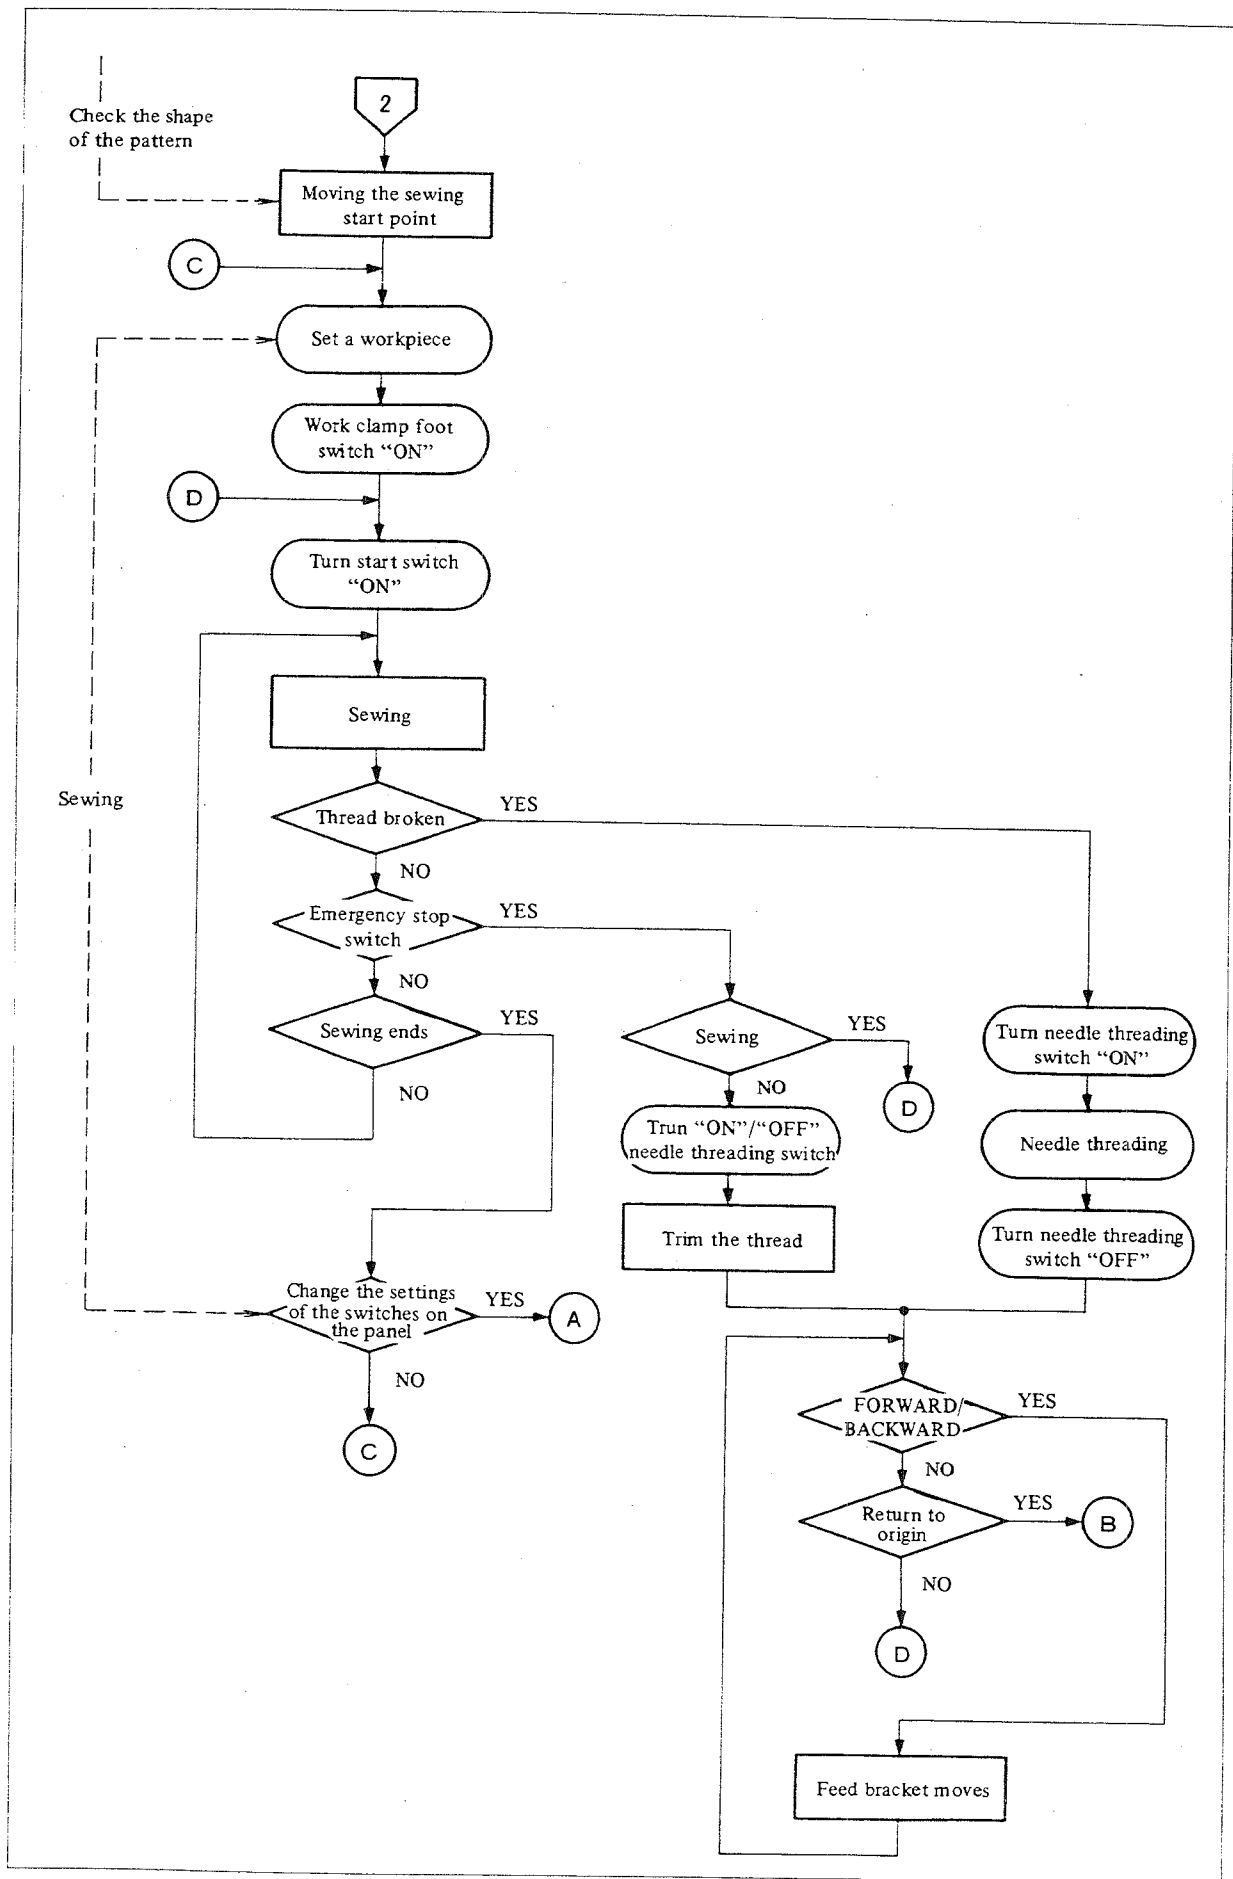 2
Check the shape
of the pattern
Moving the sewing
start point
C
Set a workpiece
Work clamp foot
switch “ON”
D
Turn start switch
“ON”
Sewing
Sewing
Thread broken
YES
NO
Emergency stop
switch
YES
NO
Sewing ends
YES
NO
Sewing
YES
D
NO
Trun “ON”/“OFF”
needle threading switch
Trim the thread
Turn needle threading
switch “ON”
Needle threading
Turn needle threading
switch “OFF”
Change the settings
of the switches on
the panel
YES
A
NO
C
FORWARD/
BACKWARD
YES
NO
Return to
origin
YES
B
NO
D
Feed bracket moves